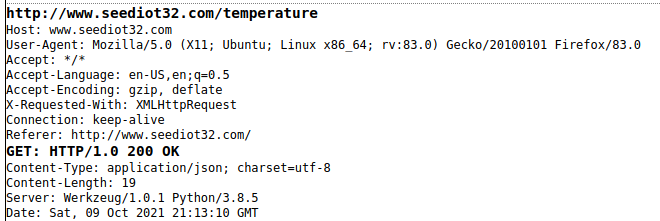 http://www.seediot32.com/temperature
Host: www.seediot32.com
User-Agent: Mozilla/5.0 (X11; Ubuntu; Linux x86_64; rv:83.0) Gecko/20100101 Firefox/83.0
Accept: */*
Accept-Language: en-US,en;q=0.5
Accept-Encoding: gzip, deflate
X-Requested-With: XMLHttpRequest
Connection: keep-alive
Referer: http://www.seediot32.com/
GET: HTTP/1.0 200 OK
Content-Type: application/json; charset=utf-8
Content-Length: 19
Server: Werkzeug/1.0.1 Python/3.8.5
Date: Sat, 09 Oct 2021 21:13:10 GMT